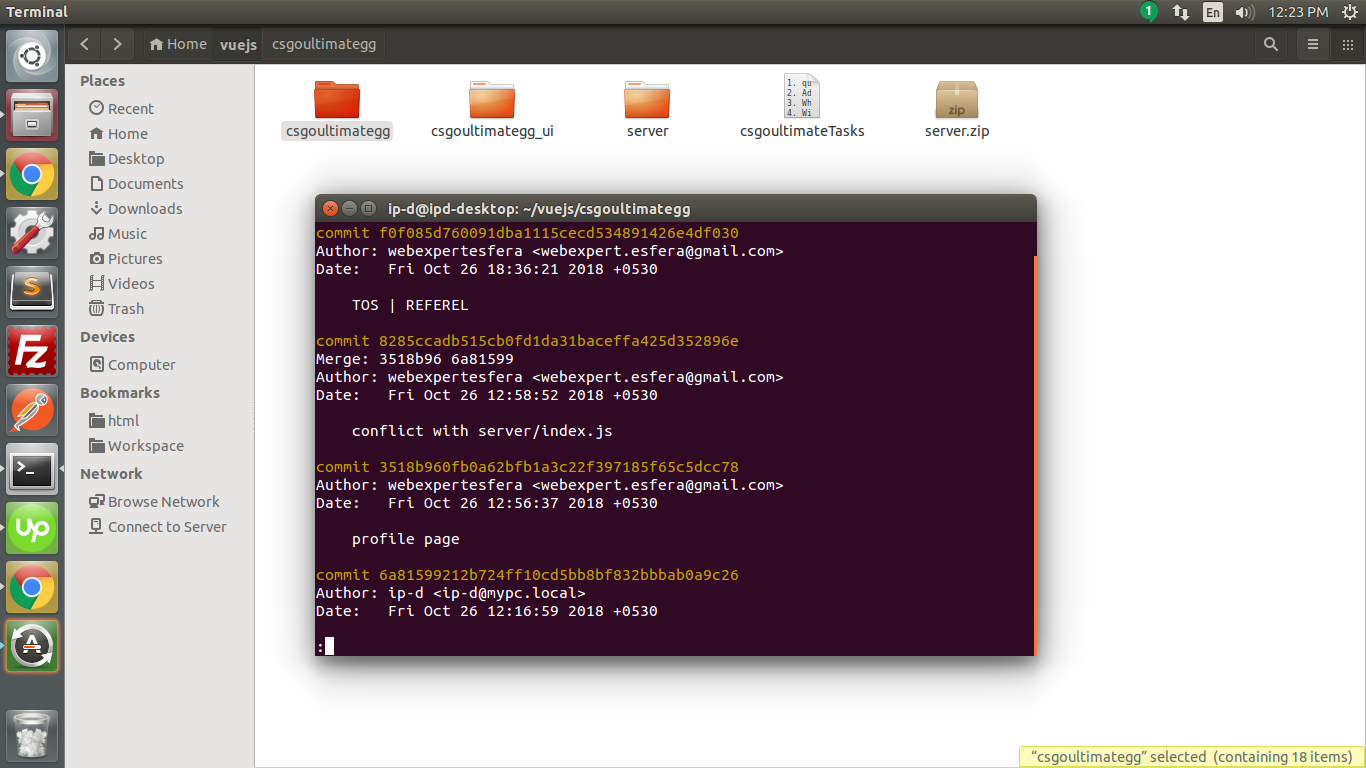 Terminal
1
En
12:23 PM
Home
vuejs
csgoultimategg
Places
Recent
Home
Desktop
Documents
Downloads
Music
Pictures
Videos
Trash
Devices
Computer
Bookmarks
html
Workspace
Network
Browse Network
Connect to Server
csgoultimategg
csgoultimategg_ui
server
1. qu
2. Ad
3. Wh
4. Wi
csgoultimateTasks
zip
server.zip
ip-d@ipd-desktop: ~/vuejs/csgoultimategg
commit f0f085d760091dba1115cecd534891426e4df030
Author: webexpertesfera <webexpert.esfera@gmail.com>
Date:   Fri Oct 26 18:36:21 2018 +0530
TOS | REFEREL
commit 8285ccadb515cb0fd1da31baceffa425d352896e
Merge: 3518b96 6a81599
Author: webexpertesfera <webexpert.esfera@gmail.com>
Date:   Fri Oct 26 12:58:52 2018 +0530
conflict with server/index.js
commit 3518b960fb0a62bfb1a3c22f397185f65c5dcc78
Author: webexpertesfera <webexpert.esfera@gmail.com>
Date:   Fri Oct 26 12:56:37 2018 +0530
profile page
commit 6a81599212b724ff10cd5bb8bf832bbbab0a9c26
Author: ip-d <ip-d@mypc.local>
Date:   Fri Oct 26 12:16:59 2018 +0530
:
S
Fz
>_
Up
A
“csgoultimategg” selected (containing 18 items)